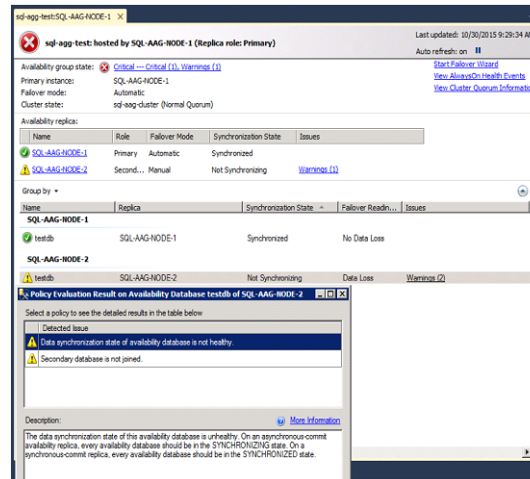 sql-agg-test:SQL-AAG-NODE-1 X
sql-agg-test: hosted by SQL-AAG-NODE-1 (Replica role: Primary)
Last updated: 10/30/2015 9:29:34 AM
Auto refresh: on
Availability group state: Critical --- Critical (1), Warnings (1)
Start Failover Wizard
Primary instance: SQL-AAG-NODE-1
View AlwaysOn Health Events
Failover mode: Automatic
View Cluster Quorum Informatio
Cluster state: sql-aag-cluster (Normal Quorum)
Availability replica:
Name Role Failover Mode Synchronization State Issues
SQL-AAG-NODE-1 Primary Automatic Synchronized
SQL-AAG-NODE-2 Second... Manual Not Synchronizing Warnings (1)
Group by
Name Replica Synchronization State Failover Readin... Issues
SQL-AAG-NODE-1
testdb SQL-AAG-NODE-1 Synchronized No Data Loss
SQL-AAG-NODE-2
testdb SQL-AAG-NODE-2 Not Synchronizing Data Loss Warnings (2)
Policy Evaluation Result on Availability Database testdb of SQL-AAG-NODE-2
Select a policy to see the detailed results in the table below
Detected Issue
Data synchronization state of availability database is not healthy.
Secondary database is not joined.
Description: More Information
The data synchronization state of this availability database is unhealthy. On an asynchronous-commit
availability replica, every availability database should be in the SYNCHRONIZING state. On a
synchronous-commit replica, every availability database should be in the SYNCHRONIZED state.